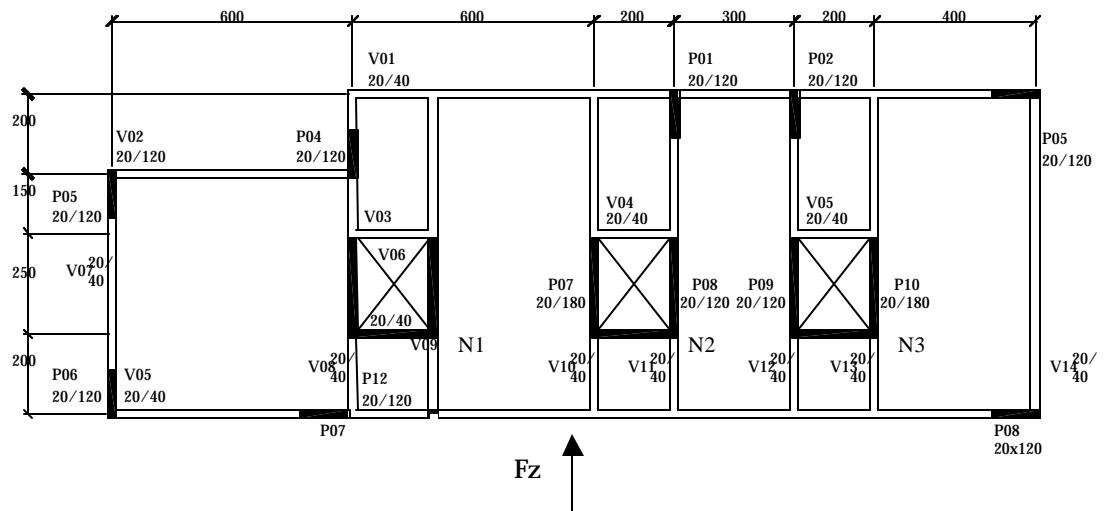 600
600
200
300
200
400
V01
20/40
P01
20/120
P02
20/120
200
V02
20/120
P04
20/120
P05
20/120
150
P05
20/120
V03
V04
20/40
V05
20/40
250
V07
20/
40
V06
20/40
P07
20/180
P08
20/120
P09
20/120
P10
20/180
V09
N1
N2
N3
200
P06
20/120
V05
20/40
V08
20/
40
P12
20/120
V10
20/
40
V11
20/
40
V12
20/
40
V13
20/
40
V14
20/
40
P07
P08
20x120
Fz